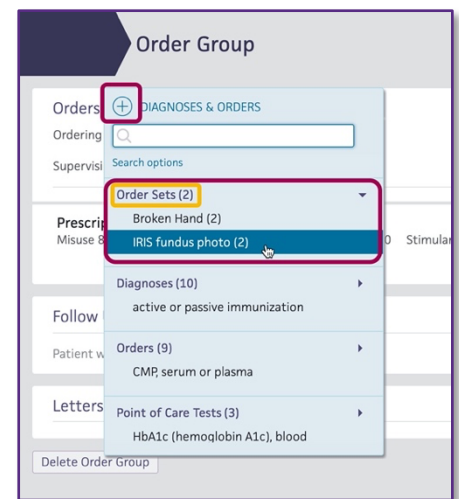 Order Group
Orders
DIAGNOSES & ORDERS
Ordering
Supervisi
Search options
Order Sets (2)
Broken Hand (2)
Prescrip
Misuse 8
IRIS fundus photo (2)
0 Stimular
Diagnoses (10)
active or passive immunization
Follow
Patient w
Orders (9)
CMP, serum or plasma
Letters
Point of Care Tests (3)
HbA1c (hemoglobin A1c), blood
Delete Order Group